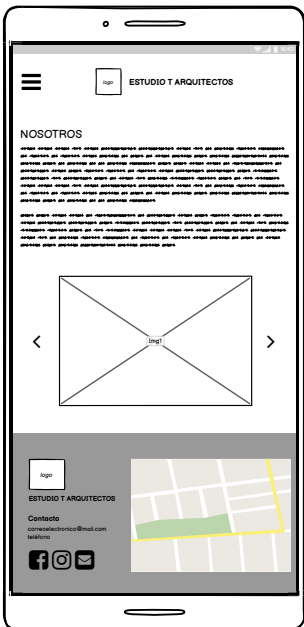 logo
ESTUDIO T ARQUITECTOS
NOSOTROS
Img1
logo
ESTUDIO T ARQUITECTOS
Contacto
correoelectronico@mail.com
teléfono